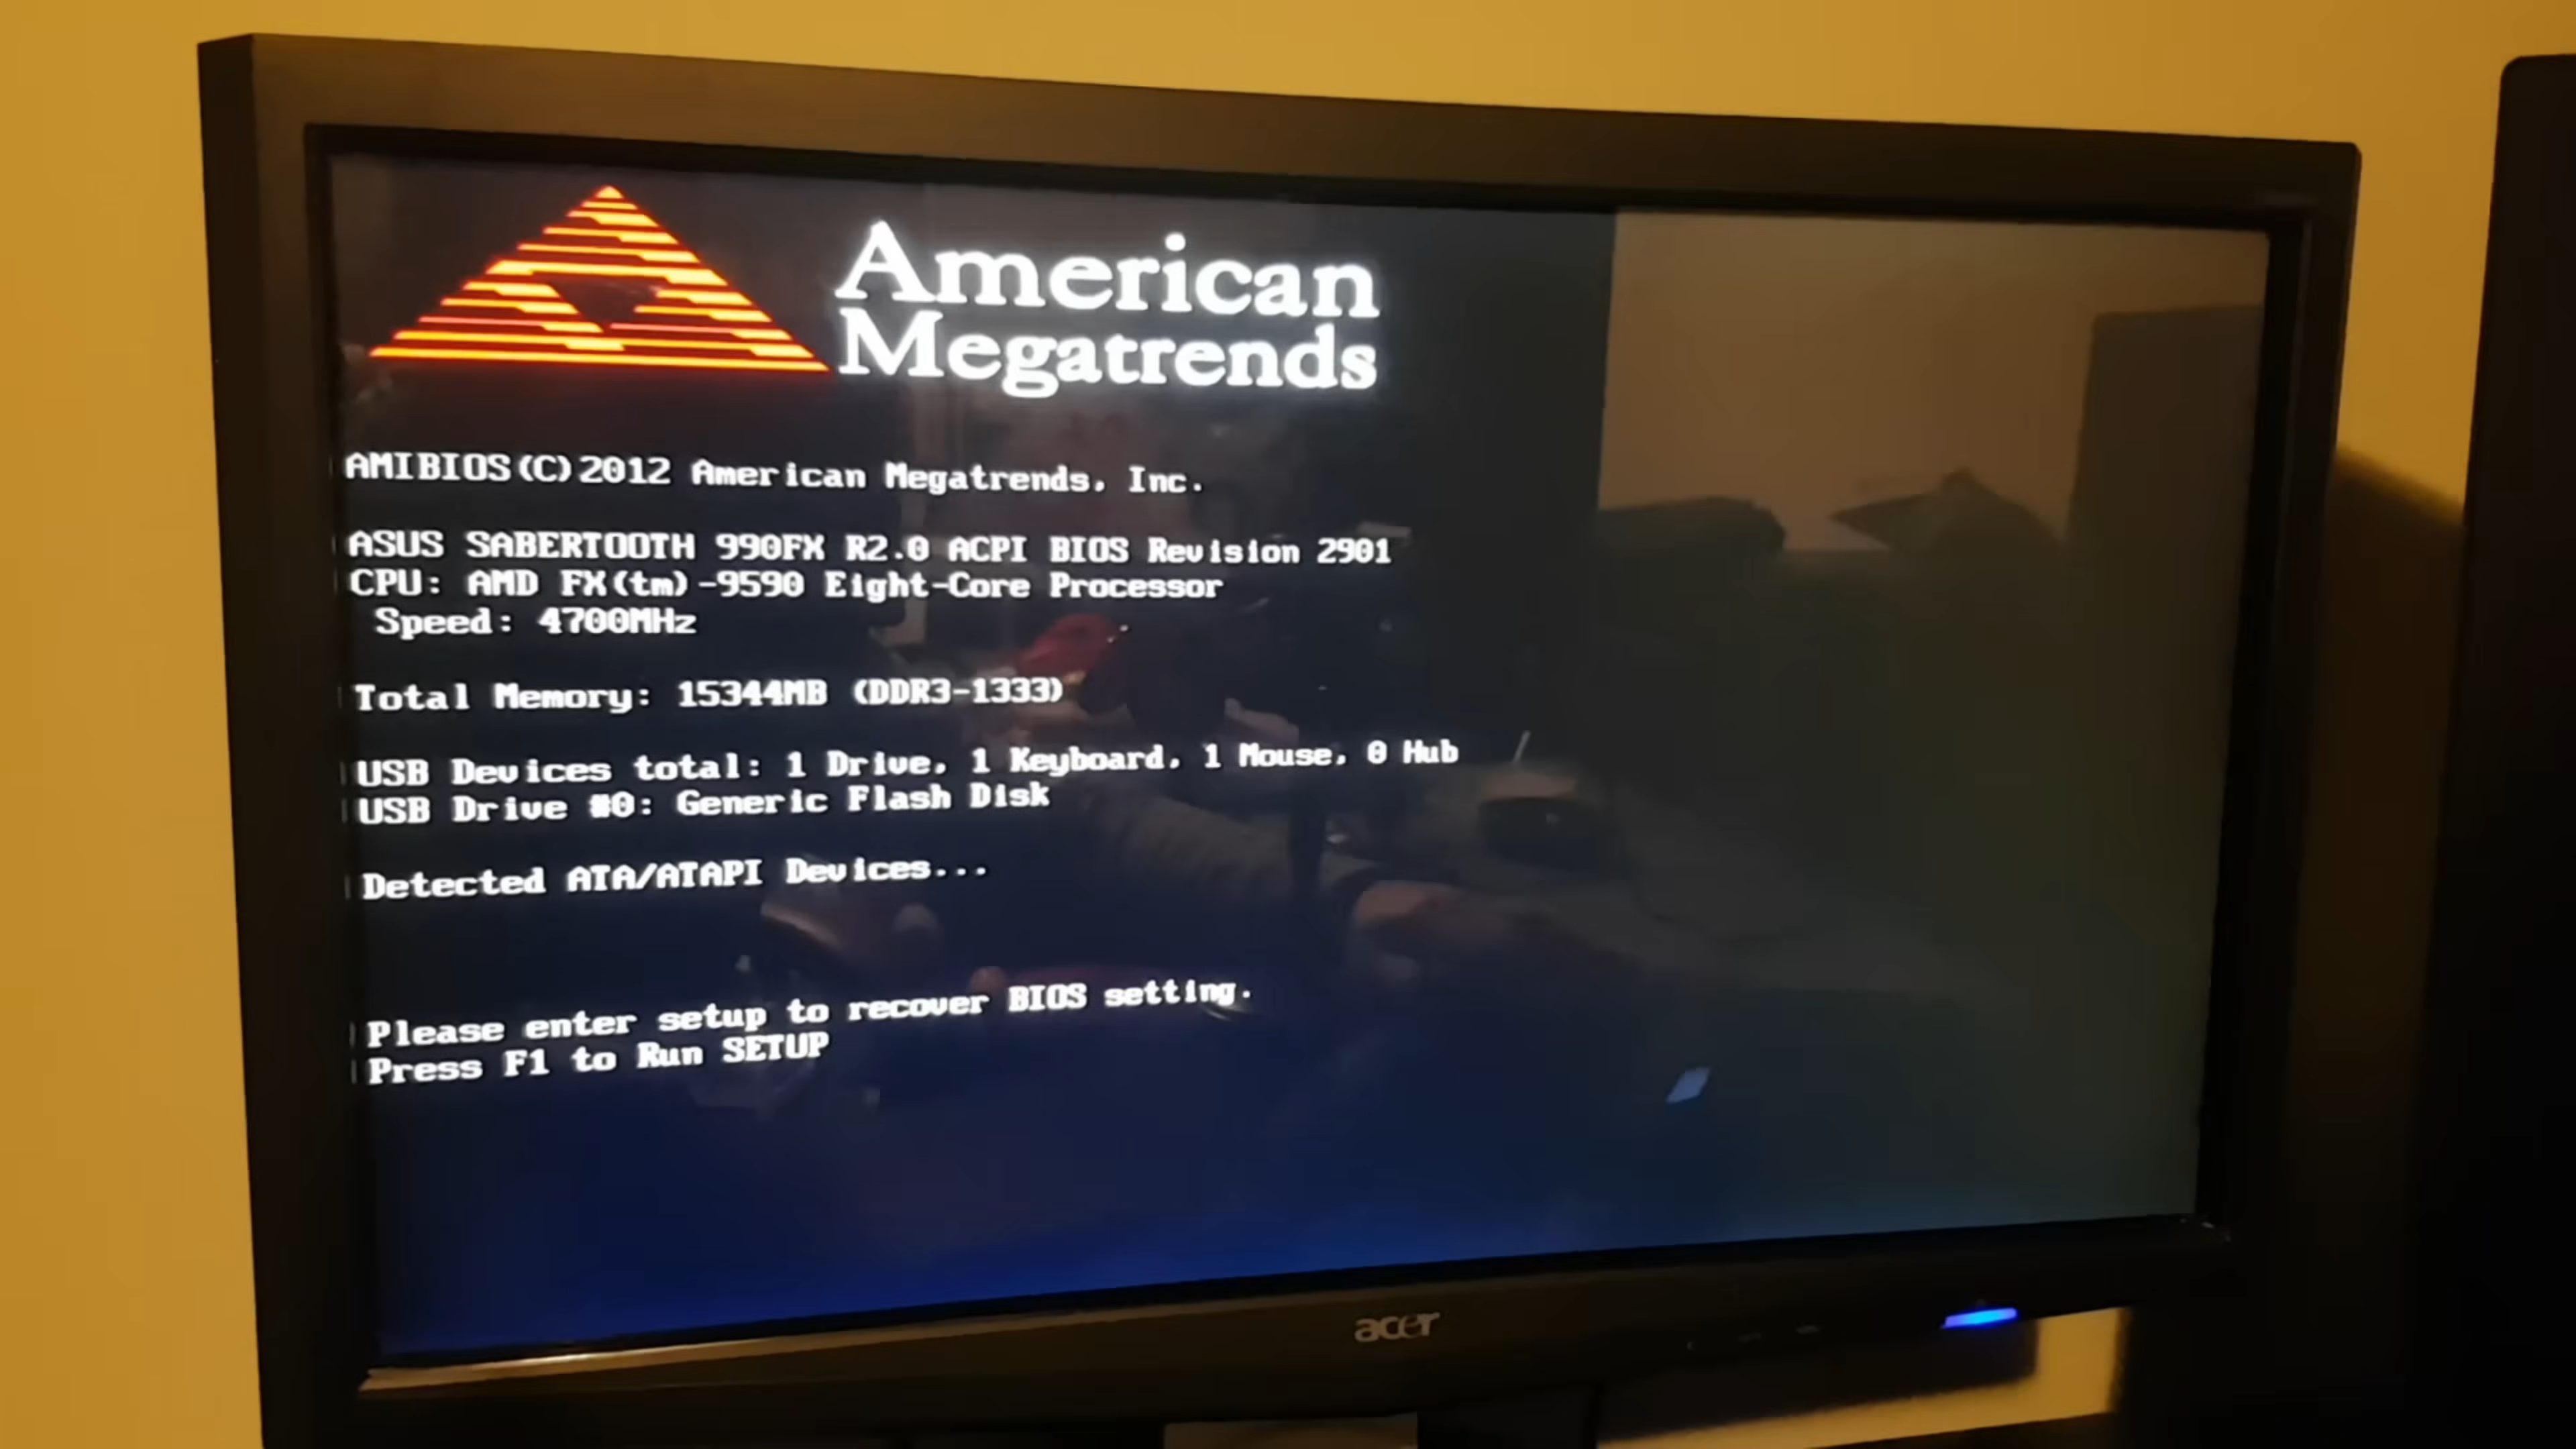 American
Megatrends
AMIBIOS(C)2012 American Megatrends, Inc.
ASUS SABERTOOTH 990FX R2.0 ACPI BIOS Revision 2901
CPU: AMD FX(tm)-9590 Eight-Core Processor
Speed: 4700MHz
Total Memory: 15344MB (DDR3-1333)
USB Devices total: 1 Drive, 1 Keyboard, 1 Mouse, 0 Hub
USB Drive #0: Generic Flash Disk
Detected ATA/ATAPI Devices...
Please enter setup to recover BIOS setting.
Press F1 to Run SETUP
acer